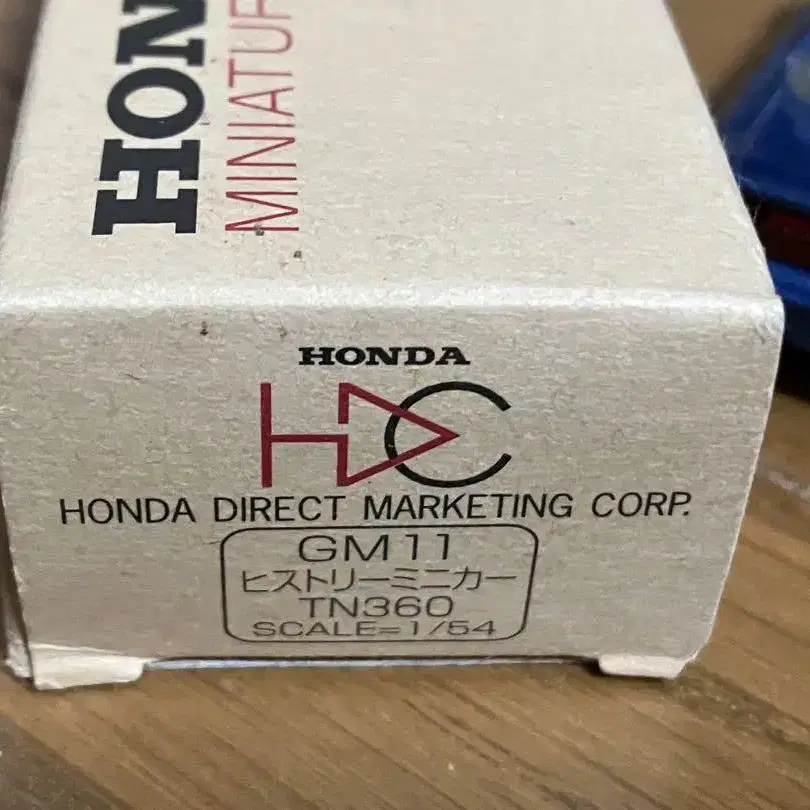 HON
MINIATUR
HONDA
HDC
HONDA DIRECT MARKETING CORP.
GM11
ヒストリーミニカー
TN360
SCALE=1/54